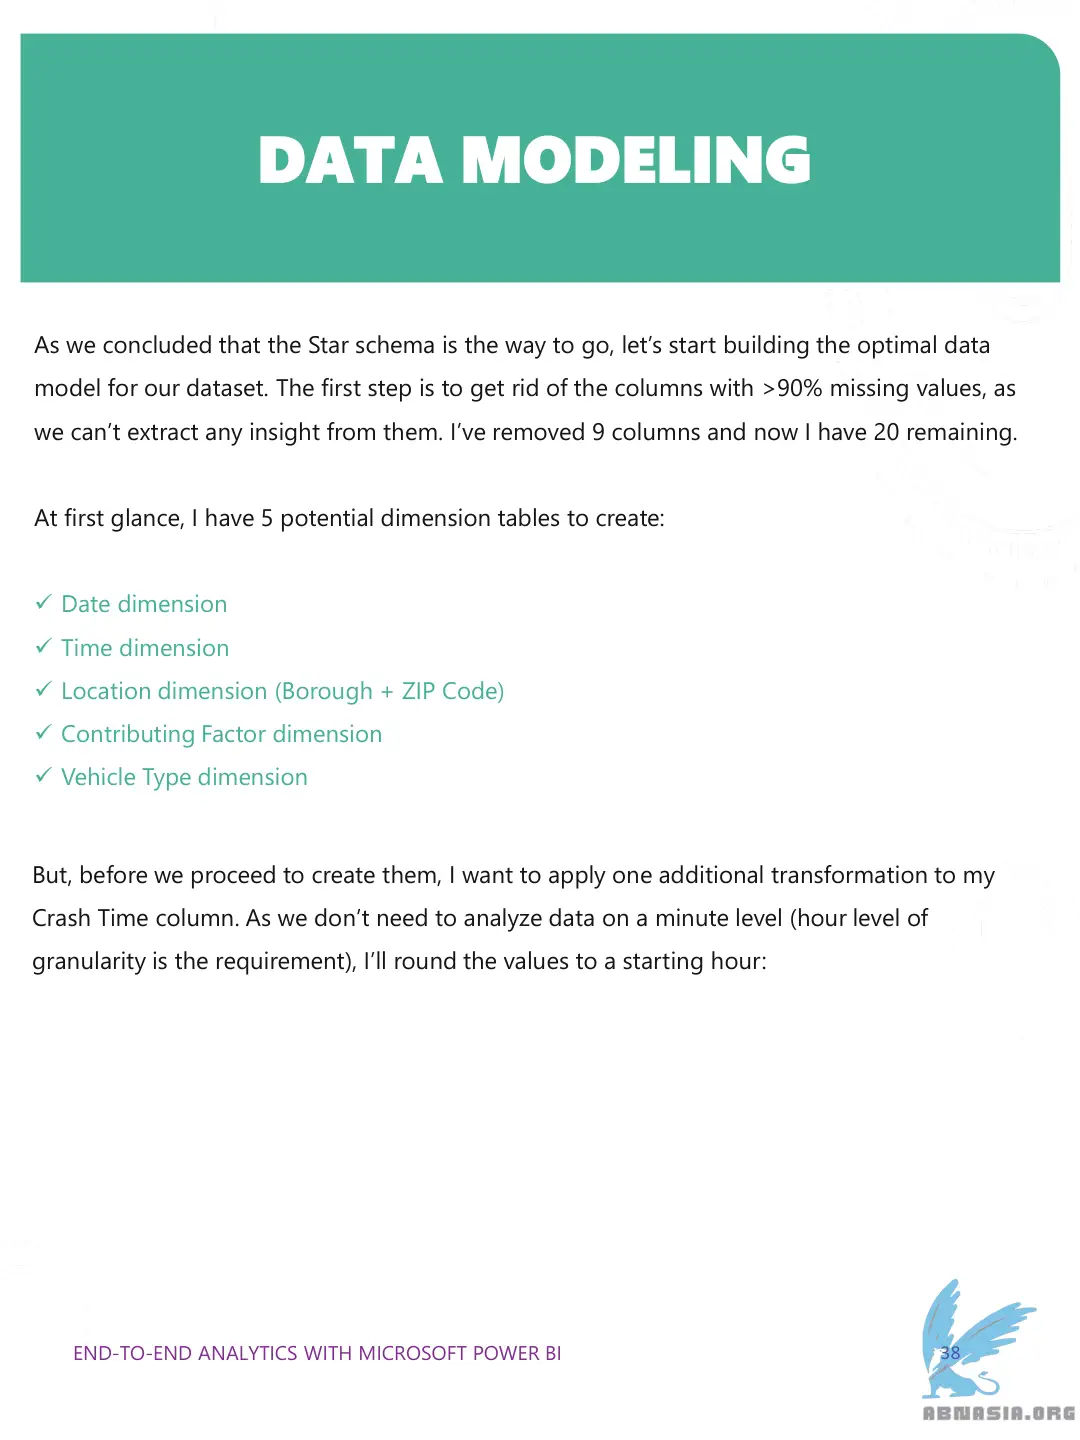 DATA MODELING
As we concluded that the Star schema is the way to go, let’s start building the optimal data
model for our dataset. The first step is to get rid of the columns with >90% missing values, as
we can’t extract any insight from them. I’ve removed 9 columns and now I have 20 remaining.
At first glance, I have 5 potential dimension tables to create:
✓ Date dimension
✓ Time dimension
✓ Location dimension (Borough + ZIP Code)
✓ Contributing Factor dimension
✓ Vehicle Type dimension
But, before we proceed to create them, I want to apply one additional transformation to my
Crash Time column. As we don’t need to analyze data on a minute level (hour level of
granularity is the requirement), I’ll round the values to a starting hour:
END-TO-END ANALYTICS WITH MICROSOFT POWER BI
38
ABNASIA.ORG